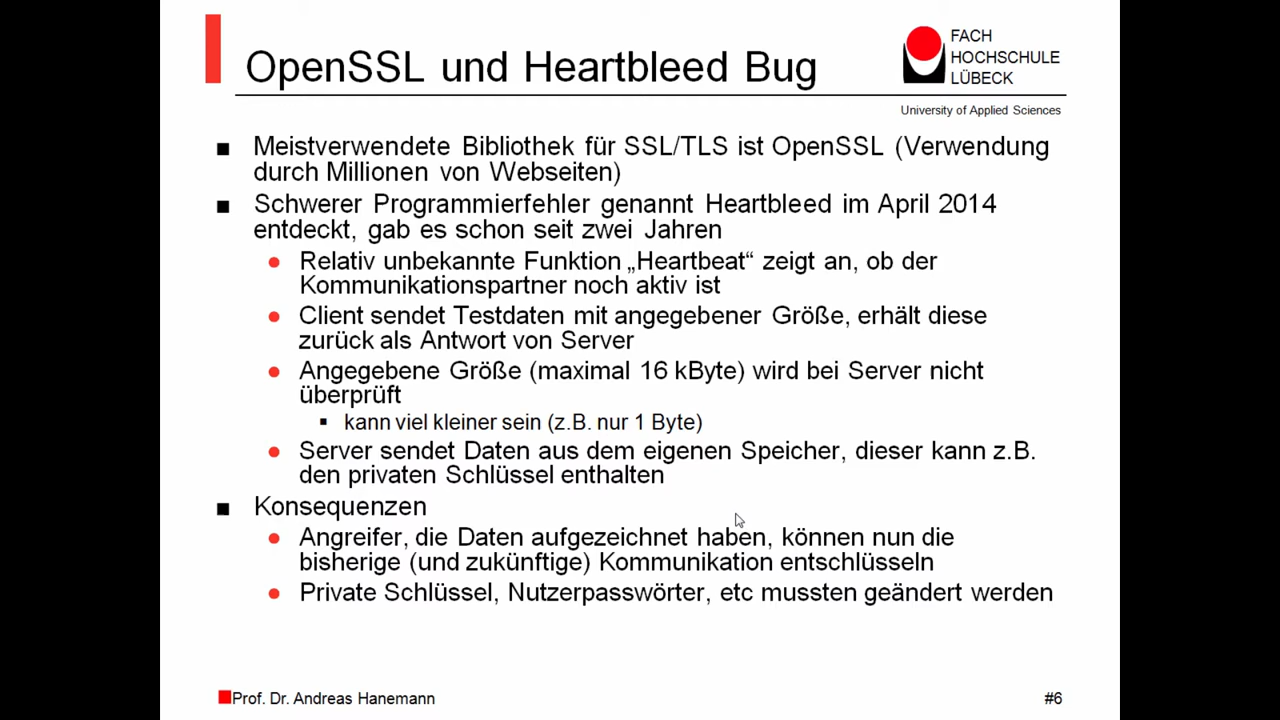 OpenSSL und Heartbleed Bug
FACH
HOCHSCHULE
LÜBECK
University of Applied Sciences
Meistverwendete Bibliothek für SSL/TLS ist OpenSSL (Verwendung
durch Millionen von Webseiten)
Schwerer Programmierfehler genannt Heartbleed im April 2014
entdeckt, gab es schon seit zwei Jahren
Relativ unbekannte Funktion „Heartbeat“ zeigt an, ob der
Kommunikationspartner noch aktiv ist
Client sendet Testdaten mit angegebener Größe, erhält diese
zurück als Antwort von Server
Angegebene Größe (maximal 16 kByte) wird bei Server nicht
überprüft
kann viel kleiner sein (z.B. nur 1 Byte)
Server sendet Daten aus dem eigenen Speicher, dieser kann z.B.
den privaten Schlüssel enthalten
Konsequenzen
Angreifer, die Daten aufgezeichnet haben, können nun die
bisherige (und zukünftige) Kommunikation entschlüsseln
Private Schlüssel, Nutzerpasswörter, etc mussten geändert werden
Prof. Dr. Andreas Hanemann
#6